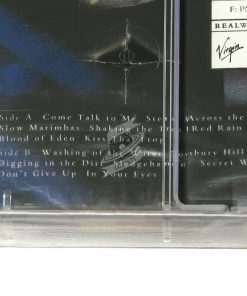 F: P
REALW
Virgin
Side A. Come Talk to Me Steam Across the
Slow Marimbas Shaking the Tree Red Rain
Blood of Eden Kiss That Frog
Side B. Washing of the Water Solsbury Hill
Digging in the Dirt Sledgehammer Secret W
Don't Give Up In Your Eyes